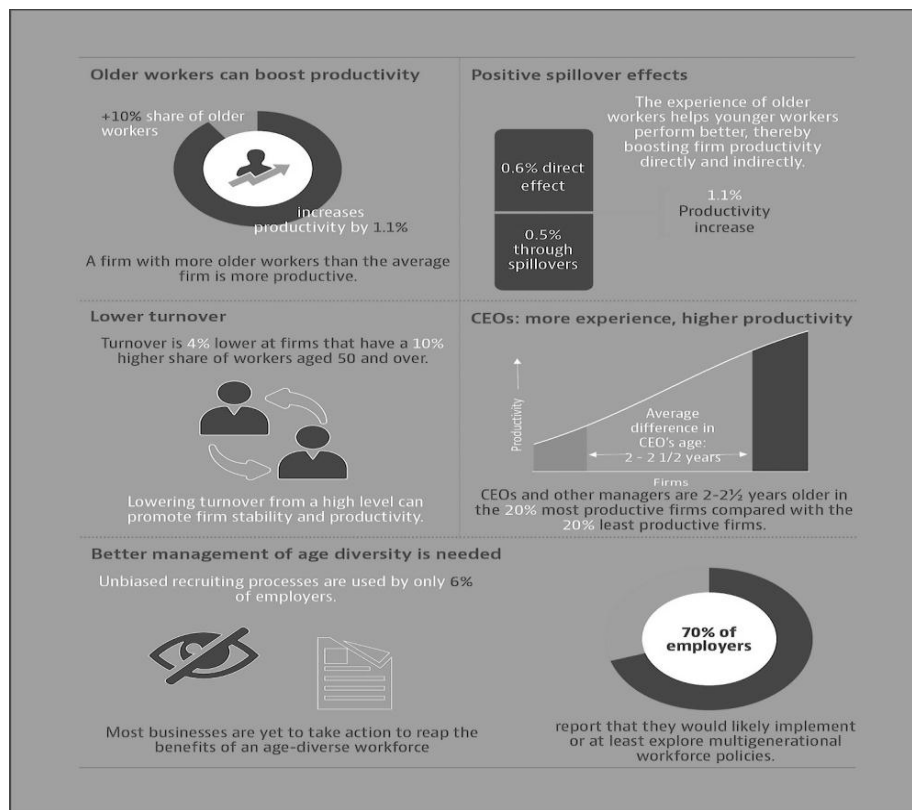 Older workers can boost productivity
+10% share of older
workers
increases
productivity by 1.1%
A firm with more older workers than the average
firm is more productive.
Positive spillover effects
The experience of older
workers helps younger workers
perform better, thereby
boosting firm productivity
directly and indirectly.
0.6% direct
effect
0.5%
through
spillovers
1.1%
Productivity
increase
Lower turnover
Turnover is 4% lower at firms that have a 10%
higher share of workers aged 50 and over.
Lowering turnover from a high level can
promote firm stability and productivity.
CEOs: more experience, higher productivity
Productivity
Average
difference in
CEO's age:
2 - 2 1/2 years
Firms
CEOs and other managers are 2-2½ years older in
the 20% most productive firms compared with the
20% least productive firms.
Better management of age diversity is needed
Unbiased recruiting processes are used by only 6%
of employers.
Most businesses are yet to take action to reap the
benefits of an age-diverse workforce
70% of
employers
report that they would likely implement
or at least explore multigenerational
workforce policies.